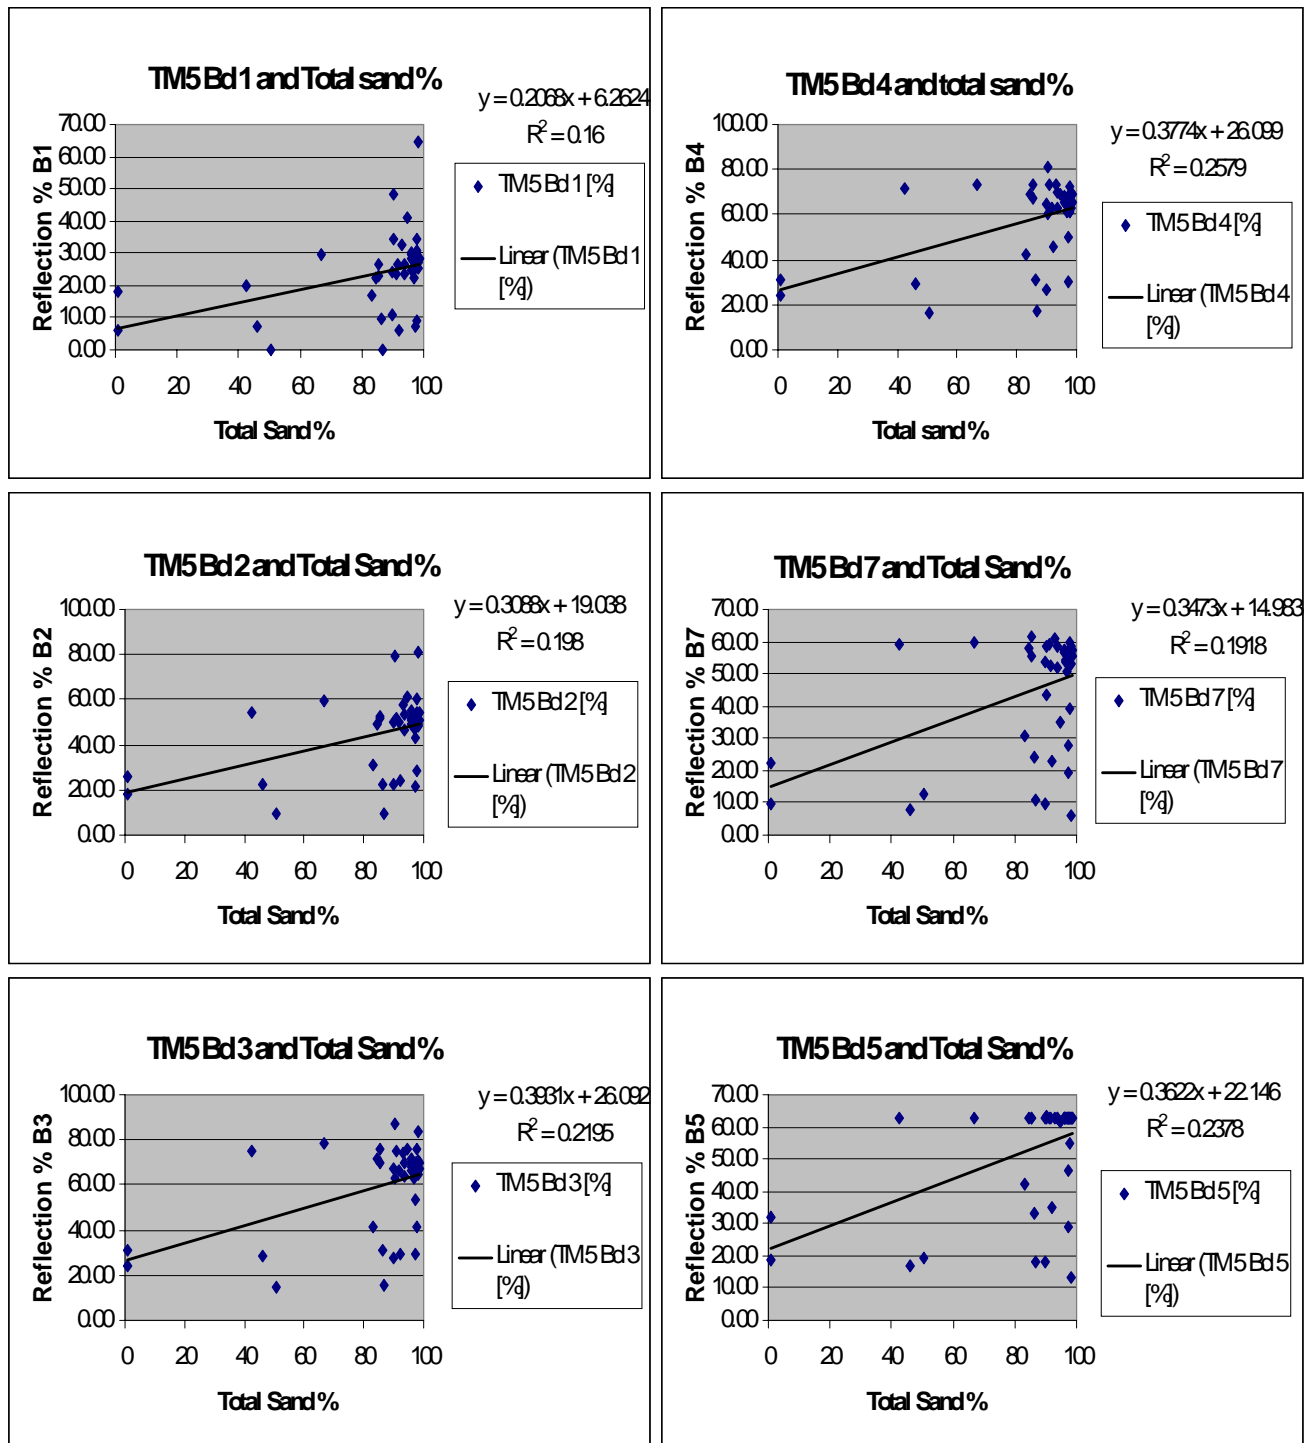 TM5 Bd 1 and Total sand %
y = 0.2068x + 6.2624
R² = 0.16
Reflection % B1
70.00
60.00
50.00
40.00
30.00
20.00
10.00
0.00
0 20 40 60 80 100
Total Sand %
TM5 Bd 1 [%]
Linear (TM5 Bd 1
[%])
TM5 Bd 4 and total sand %
y = 0.3774x + 26.099
R² = 0.2579
Reflection % B4
100.00
80.00
60.00
40.00
20.00
0.00
0 20 40 60 80 100
Total sand %
TM5 Bd 4 [%]
Linear (TM5 Bd 4
[%])
TM5 Bd 2 and Total Sand %
y = 0.3088x + 19.038
R² = 0.198
Reflection % B2
100.00
80.00
60.00
40.00
20.00
0.00
0 20 40 60 80 100
Total Sand %
TM5 Bd 2 [%]
Linear (TM5 Bd 2
[%])
TM5 Bd 7 and Total Sand %
y = 0.3473x + 14.983
R² = 0.1918
Reflection % B7
70.00
60.00
50.00
40.00
30.00
20.00
10.00
0.00
0 20 40 60 80 100
Total Sand %
TM5 Bd 7 [%]
Linear (TM5 Bd 7
[%])
TM5 Bd 3 and Total Sand %
y = 0.3931x + 26.092
R² = 0.2195
Reflection % B3
100.00
80.00
60.00
40.00
20.00
0.00
0 20 40 60 80 100
Total Sand %
TM5 Bd 3 [%]
Linear (TM5 Bd 3
[%])
TM5 Bd 5 and Total Sand %
y = 0.3622x + 22.146
R² = 0.2378
Reflection % B5
70.00
60.00
50.00
40.00
30.00
20.00
10.00
0.00
0 20 40 60 80 100
Total Sand %
TM5 Bd 5 [%]
Linear (TM5 Bd 5
[%])